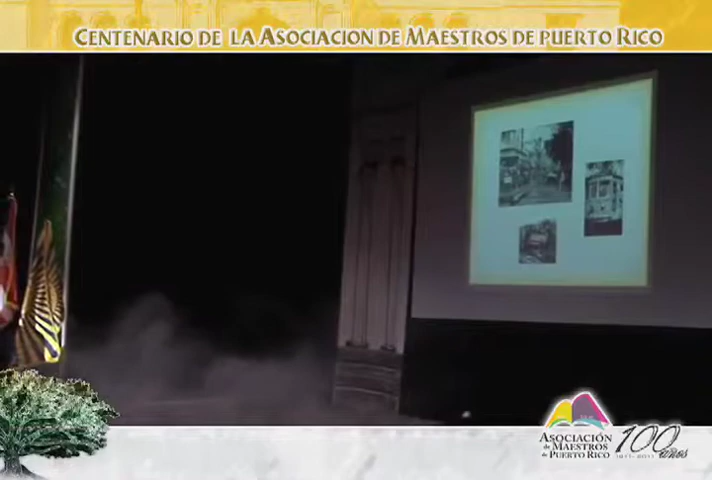 CENTENARIO DE LA ASOCIACION DE MAESTROS DE PUERTO RICO
ASOCIACIÓN
DE MAESTROS
DE PUERTO RICO
100
años